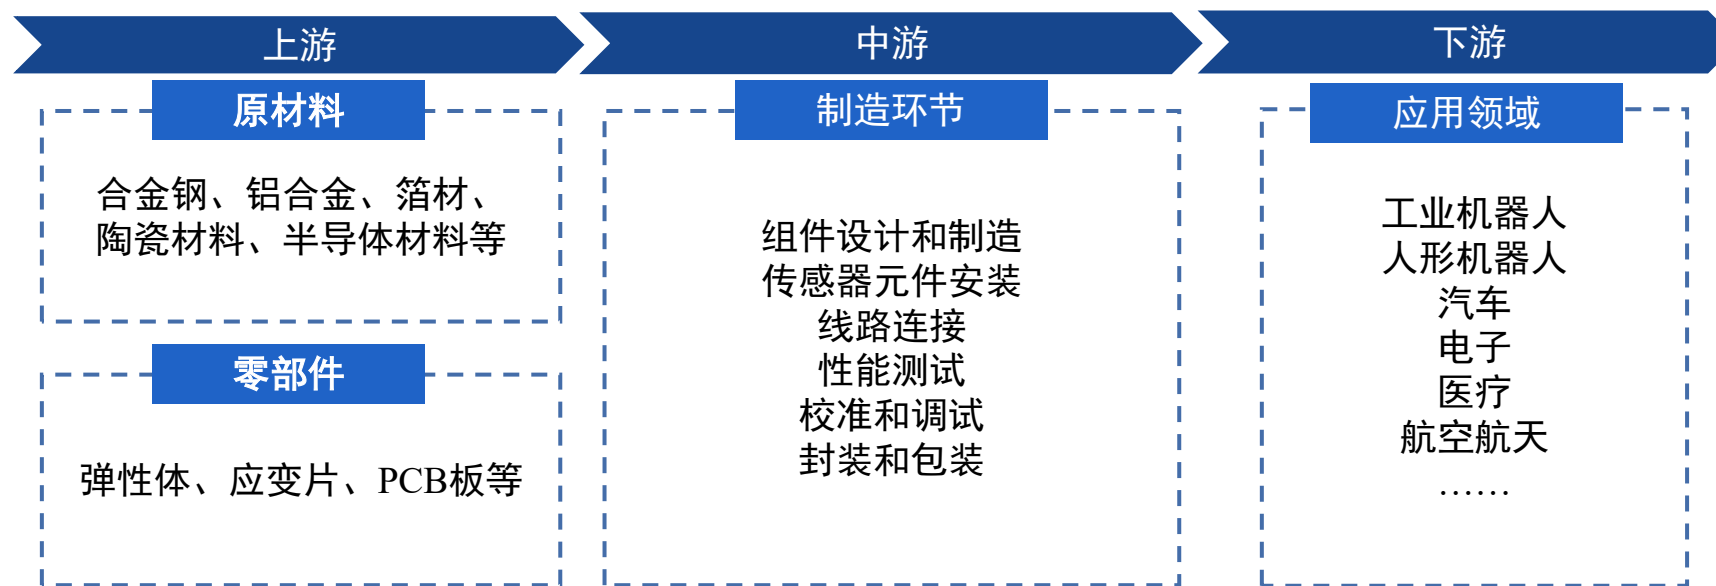 上游
原材料
合金钢、铝合金、箔材、
陶瓷材料、半导体材料等
零部件
弹性体、应变片、PCB板等
中游
制造环节
组件设计和制造
传感器元件安装
线路连接
性能测试
校准和调试
封装和包装
下游
应用领域
工业机器人
人形机器人
汽车
电子
医疗
航空航天
……